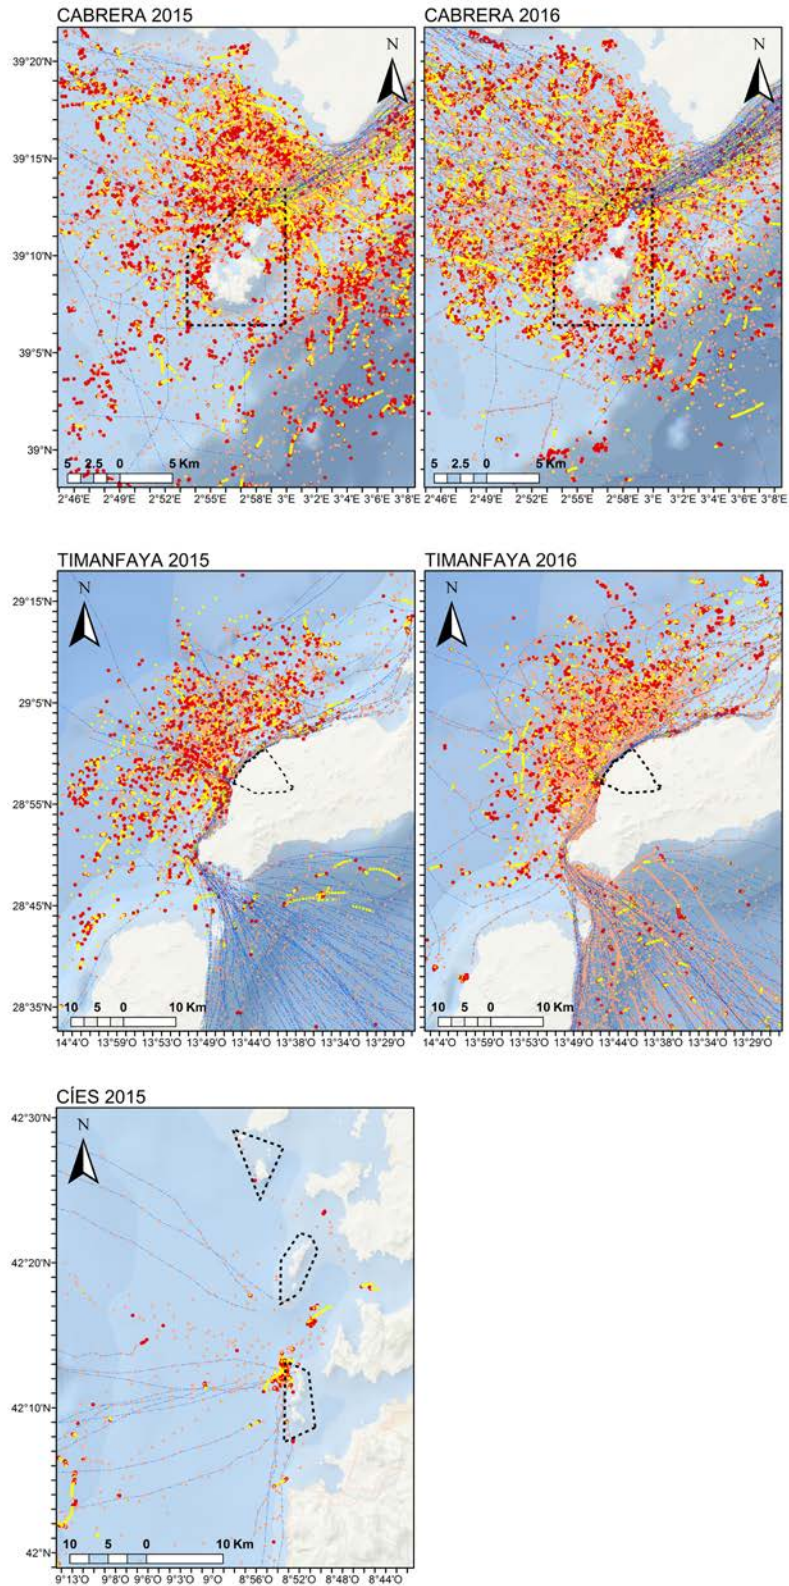 CABRERA 2015
CABRERA 2016
N
N
39°20'N
39°15'N
39°10'N
39°5'N
39°N
5 2.5 0 5 Km
5 2.5 0 5 Km
2°46'E 2°49'E 2°52'E 2°55'E 2°58'E 3°E 3°2'E 3°4'E 3°6'E 3°8'E
2°46'E 2°49'E 2°52'E 2°55'E 2°58'E 3°E 3°2'E 3°4'E 3°6'E 3°8'E
TIMANFAYA 2015
TIMANFAYA 2016
N
N
29°15'N
29°5'N
28°55'N
28°45'N
28°35'N
10 5 0 10 Km
10 5 0 10 Km
14°4'O 13°59'O 13°53'O 13°49'O 13°44'O 13°38'O 13°34'O 13°29'O
14°4'O 13°59'O 13°54'O 13°49'O 13°44'O 13°38'O 13°34'O 13°29'O
CÍES 2015
N
42°30'N
42°20'N
42°10'N
42°N
10 5 0 10 Km
9°13'O 9°8'O 9°6'O 9°3'O 9°O 8°56'O 8°52'O 8°48'O 8°44'O